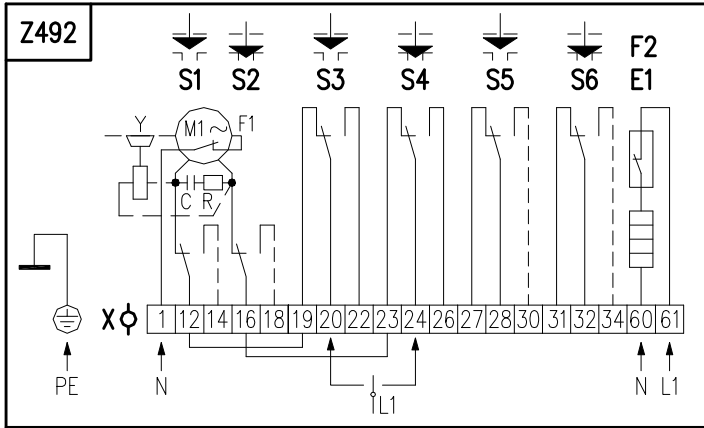 Z492
S1 S2 S3 S4 S5 S6 F2
E1
Y M1 ~ F1
C R
X 1 12 14 16 18 19 20 22 23 24 26 27 28 30 31 32 34 60 61
PE N L1 N L1